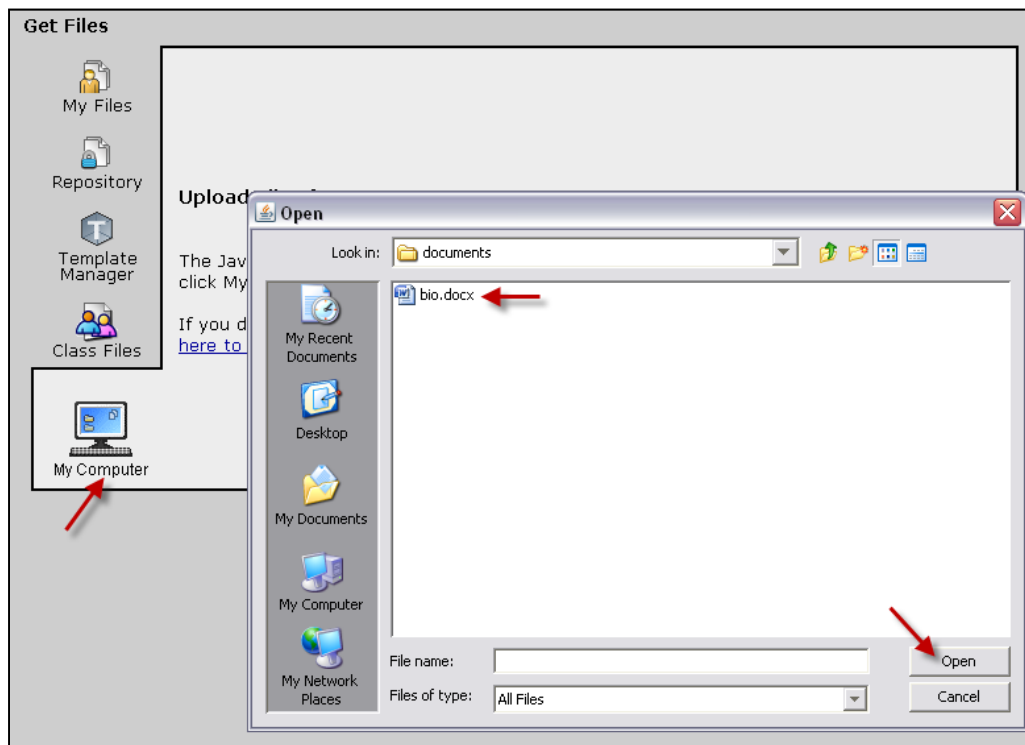 Get Files
My Files
Repository
Template
Manager
Class Files
My Computer
Upload
The Jav
click My
If you d
here to
Open
Look in: documents
bio.docx
My Recent
Documents
Desktop
My Documents
My Computer
My Network
Places
File name:
Open
Files of type: All Files
Cancel